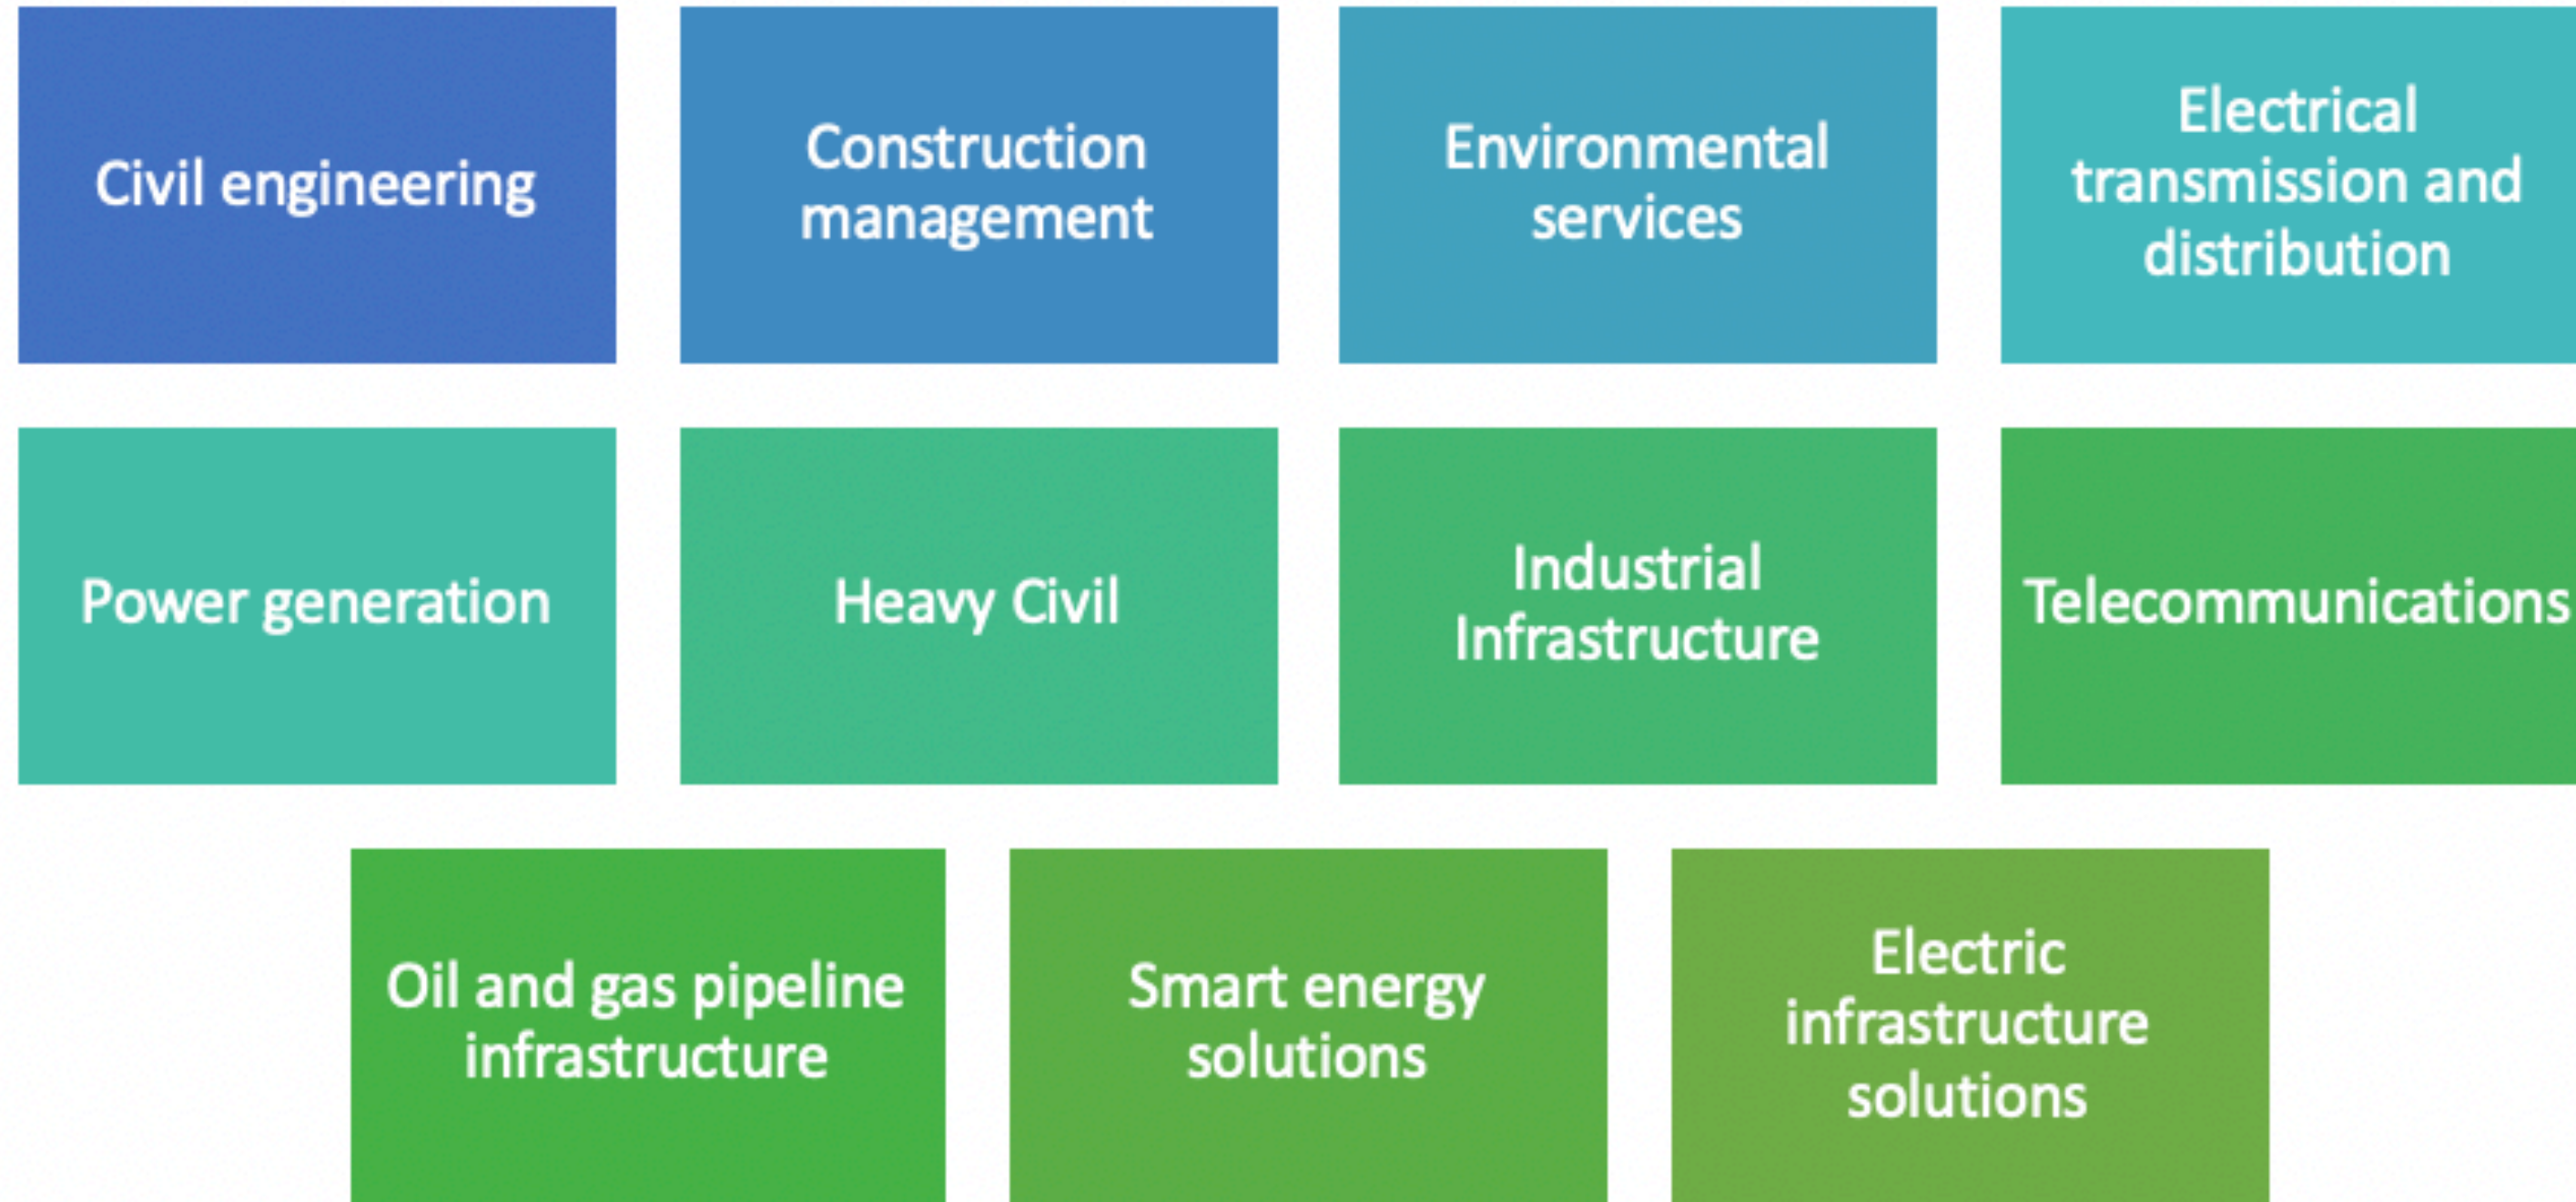 Civil engineering
Construction
management
Environmental
services
Electrical
transmission and
distribution
Power generation
Heavy Civil
Industrial
Infrastructure
Telecommunications
Oil and gas pipeline
infrastructure
Smart energy
solutions
Electric
infrastructure
solutions